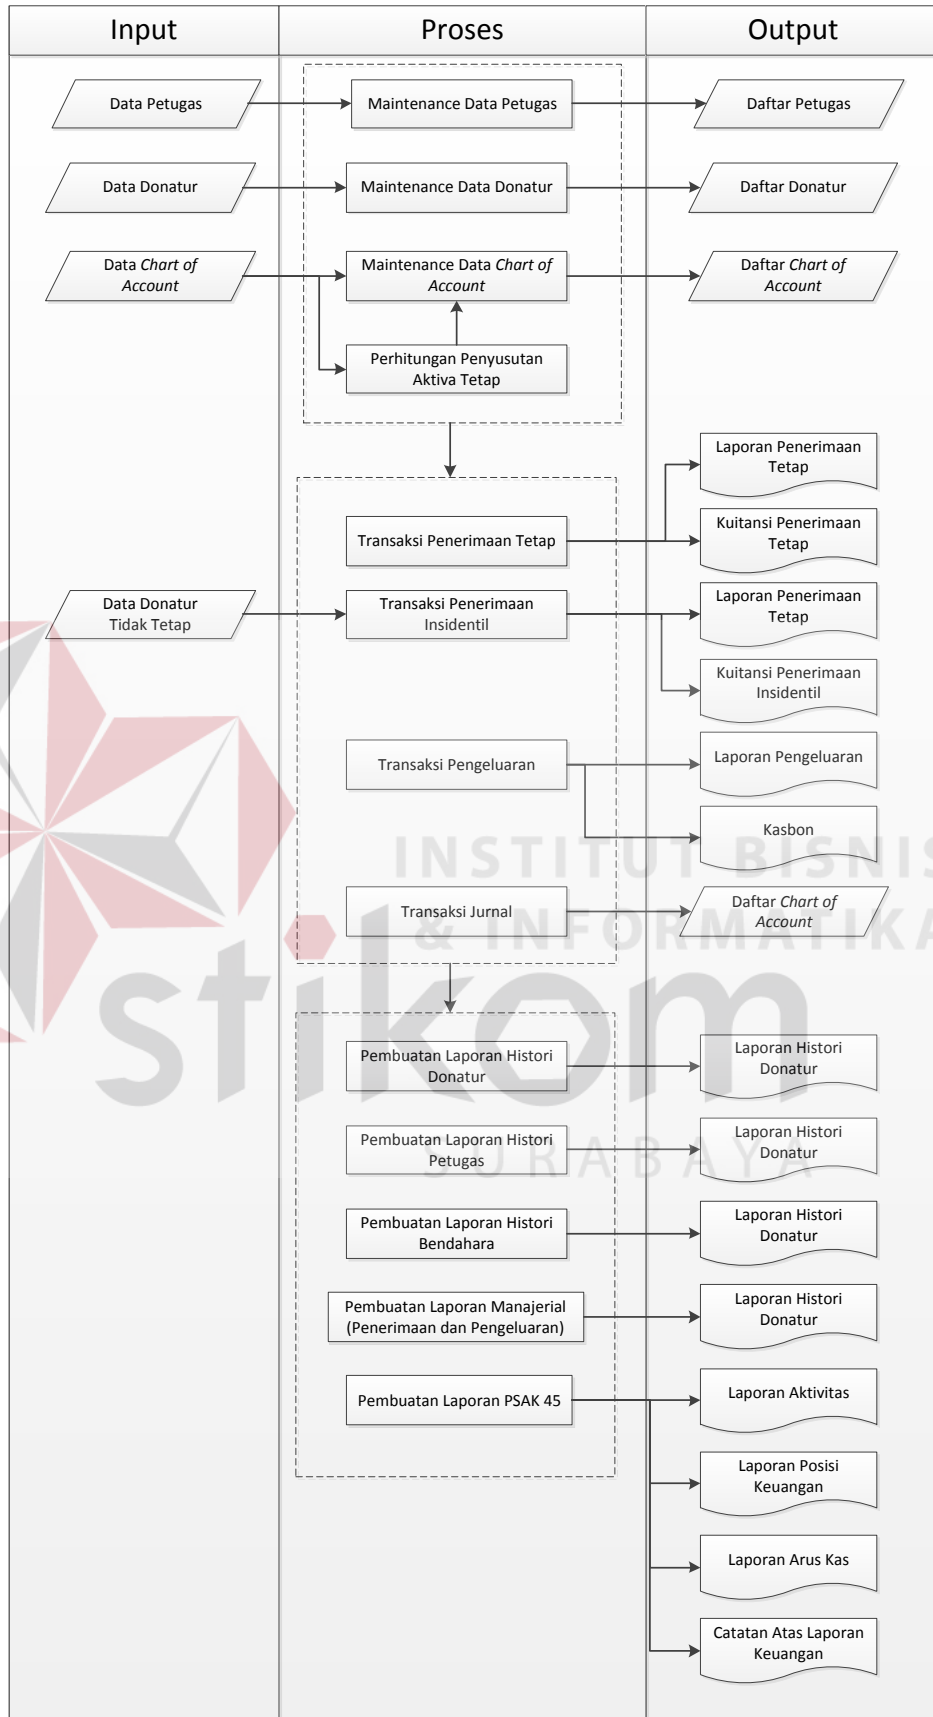 Input
Proses
Output
Data Petugas
Maintenance Data Petugas
Daftar Petugas
Data Donatur
Maintenance Data Donatur
Daftar Donatur
Data Chart of
Account
Maintenance Data Chart of
Account
Daftar Chart of
Account
Perhitungan Penyusutan
Aktiva Tetap
Laporan Penerimaan
Tetap
Transaksi Penerimaan Tetap
Kuitansi Penerimaan
Tetap
Data Donatur
Tidak Tetap
Transaksi Penerimaan
Insidentil
Laporan Penerimaan
Tetap
Kuitansi Penerimaan
Insidentil
Transaksi Pengeluaran
Laporan Pengeluaran
Kasbon
Transaksi Jurnal
Daftar Chart of
Account
INSTITUT BISNIS
& INFORMATIKA
stikom
SURABAYA
Pembuatan Laporan Histori
Donatur
Laporan Histori
Donatur
Pembuatan Laporan Histori
Petugas
Laporan Histori
Donatur
Pembuatan Laporan Histori
Bendahara
Laporan Histori
Donatur
Pembuatan Laporan Manajerial
(Penerimaan dan Pengeluaran)
Laporan Histori
Donatur
Pembuatan Laporan PSAK 45
Laporan Aktivitas
Laporan Posisi
Keuangan
Laporan Arus Kas
Catatan Atas Laporan
Keuangan